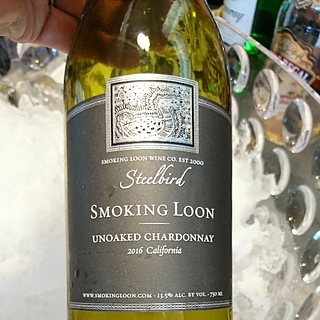 SMOKING LOON WINE CO. EST 2000
Steelbird
SMOKING LOON
UNOAKED CHARDONNAY
2016 California
WWW.SMOKINGLOON.COM · 13.5% ALC. BY VOL. · 750 ML